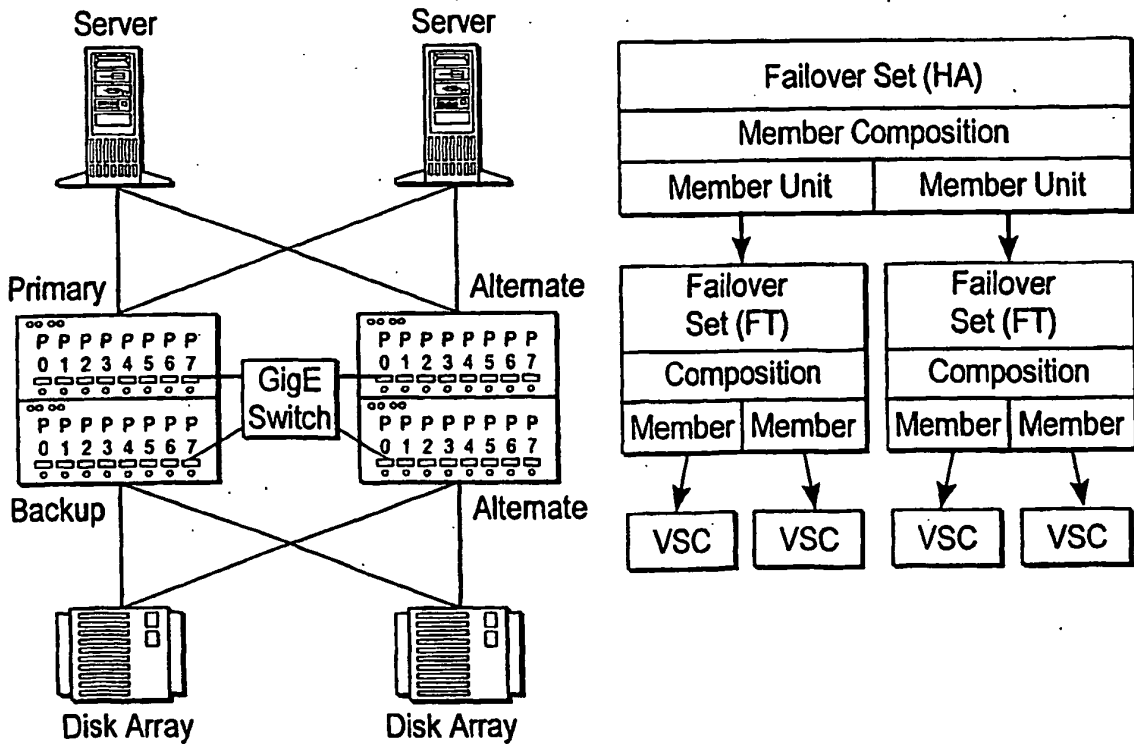 Server
Server
Primary
Alternate
P P P P P P P P
0 1 2 3 4 5 6 7
P P P P P P P P
0 1 2 3 4 5 6 7
GigE
Switch
P P P P P P P P
0 1 2 3 4 5 6 7
P P P P P P P P
0 1 2 3 4 5 6 7
Backup
Alternate
Disk Array
Disk Array
Failover Set (HA)
Member Composition
Member Unit
Member Unit
Failover
Set (FT)
Composition
Member
Member
Failover
Set (FT)
Composition
Member
Member
VSC
VSC
VSC
VSC